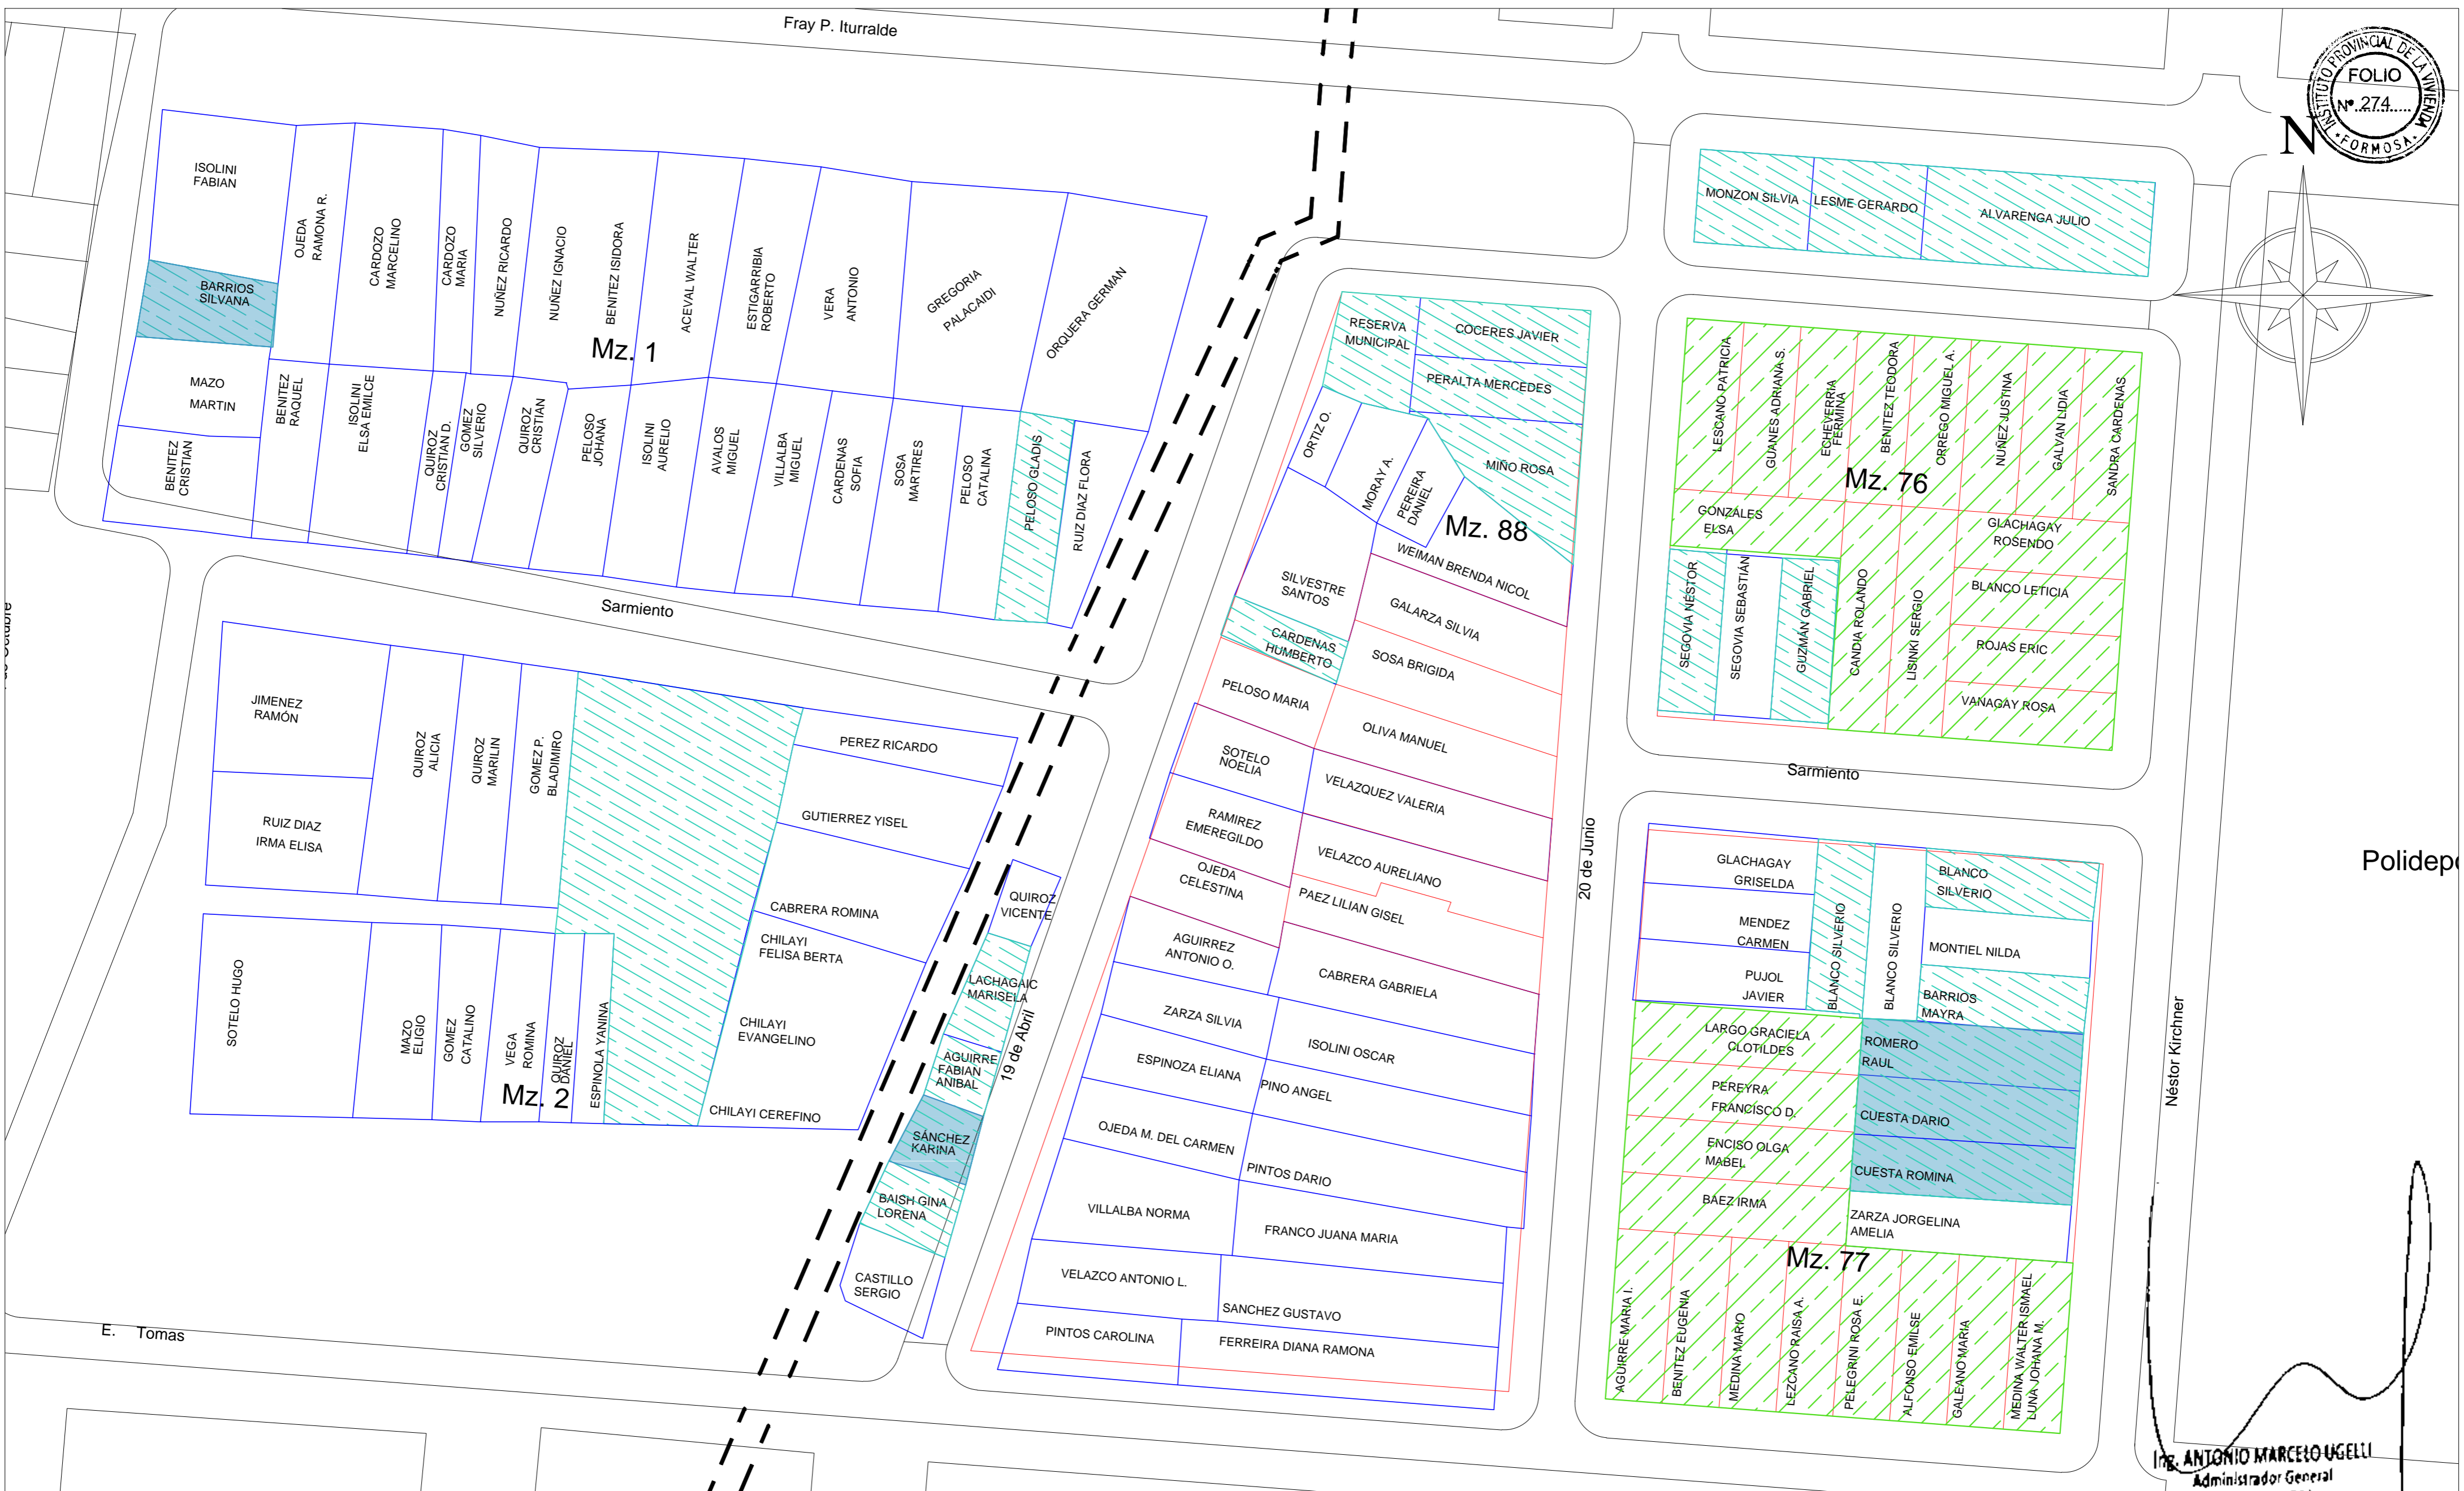 Fray P. Iturralde
INSTITUTO PROVINCIAL DE LA VIVIENDA
FOLIO
Nº 274
FORMOSA
N
ISOLINI
FABIAN
BARRIOS
SILVANA
MAZO
MARTIN
BENITEZ
CRISTIAN
OJEDA
RAMONA R.
CARDOZO
MARCELINO
CARDOZO
MARIA
NUÑEZ RICARDO
NUÑEZ IGNACIO
BENITEZ ISIDORA
ACEVAL WALTER
ESTIGARRIBIA
ROBERTO
VERA
ANTONIO
GREGORIA
PALACAIDI
ORQUERA GERMAN
Mz. 1
BENITEZ
RAQUEL
ISOLINI
ELSA EMILCE
QUIROZ
CRISTIAN D.
GOMEZ
SILVERIO
QUIROZ
CRISTIAN
PELOSO
JOHANA
ISOLINI
AURELIO
AVALOS
MIGUEL
VILLALBA
MIGUEL
CARDENAS
SOFIA
SOSA
MARTIRES
PELOSO
CATALINA
PELOSO GLADIS
RUIZ DIAZ FLORA
Sarmiento
JIMENEZ
RAMÓN
RUIZ DIAZ
IRMA ELISA
QUIROZ
ALICIA
QUIROZ
MARILIN
GOMEZ P.
BLADIMIRO
PEREZ RICARDO
GUTIERREZ YISEL
CABRERA ROMINA
CHILAYI
FELISA BERTA
CHILAYI
EVANGELINO
CHILAYI CEREFINO
SOTELO HUGO
MAZO
ELIGIO
GOMEZ
CATALINO
VEGA
ROMINA
QUIROZ
DANIEL
ESPINOLA YANINA
Mz. 2
QUIROZ
VICENTE
LACHAGAIC
MARISELA
AGUIRRE
FABIAN
ANIBAL
SÁNCHEZ
KARINA
BAISH GINA
LORENA
CASTILLO
SERGIO
19 de Abril
E. Tomas
RESERVA
MUNICIPAL
COCERES JAVIER
PERALTA MERCEDES
MIÑO ROSA
ORTIZ O.
MORAY A.
PEREIRA
DANIEL
Mz. 88
WEIMAN BRENDA NICOL
SILVESTRE
SANTOS
GALARZA SILVIA
CARDENAS
HUMBERTO
SOSA BRIGIDA
PELOSO MARIA
OLIVA MANUEL
SOTELO
NOELIA
VELAZQUEZ VALERIA
RAMIREZ
EMEREGILDO
VELAZCO AURELIANO
OJEDA
CELESTINA
PAEZ LILIAN GISEL
AGUIRREZ
ANTONIO O.
CABRERA GABRIELA
ZARZA SILVIA
ISOLINI OSCAR
ESPINOZA ELIANA
PINO ANGEL
OJEDA M. DEL CARMEN
PINTOS DARIO
VILLALBA NORMA
FRANCO JUANA MARIA
VELAZCO ANTONIO L.
SANCHEZ GUSTAVO
PINTOS CAROLINA
FERREIRA DIANA RAMONA
20 de Junio
MONZON SILVIA
LESME GERARDO
ALVARENGA JULIO
LESCANO PATRICIA
GUANES ADRIANA S.
ECHEVERRIA
FERMINA
BENITEZ TEODORA
ORREGO MIGUEL A.
NUÑEZ JUSTINA
GALVAN LIDIA
SANDRA CARDENAS
Mz. 76
GONZALES
ELSA
GLACHAGAY
ROSENDO
SEGOVIA NESTOR
SEGOVIA SEBASTIÁN
GUZMÁN GABRIEL
CANDIA ROLANDO
LISINKI SERGIO
BLANCO LETICIA
ROJAS ERIC
VANAGAY ROSA
Sarmiento
GLACHAGAY
GRISELDA
MENDEZ
CARMEN
PUJOL
JAVIER
BLANCO SILVERIO
BLANCO SILVERIO
BLANCO
SILVERIO
MONTIEL NILDA
BARRIOS
MAYRA
LARGO GRACIELA
CLOTILDES
ROMERO
RAUL
PEREYRA
FRANCISCO D.
CUESTA DARIO
ENCISO OLGA
MABEL
CUESTA ROMINA
BAEZ IRMA
ZARZA JORGELINA
AMELIA
Mz. 77
AGUIRRE MARIA I.
BENITEZ EUGENIA
MEDINA MARIO
LEZCANO RAISA A.
PELEGRINI ROSA E.
ALFONSO EMILSE
GALEANO MARIA
MEDINA WALTER ISMAEL
LUNA JOHANA M.
Néstor Kirchner
Polidepo
Ing. ANTONIO MARCELO UGELLI
Administrador General